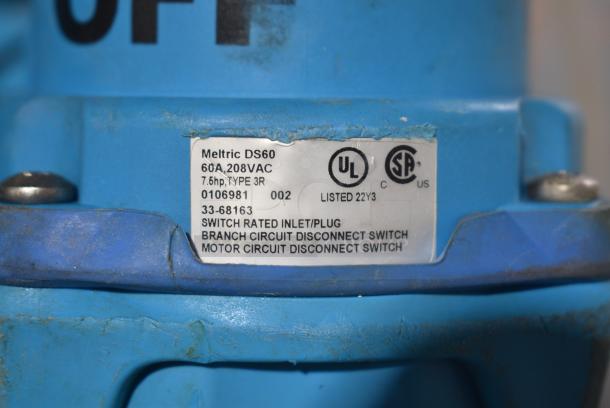 OFF
Meltric DS60
60A,208VAC
7.5hp,TYPE 3R
0106981 002
33-68163
SWITCH RATED INLET/PLUG
BRANCH CIRCUIT DISCONNECT SWITCH
MOTOR CIRCUIT DISCONNECT SWITCH
UL
LISTED 22Y3
C SA US